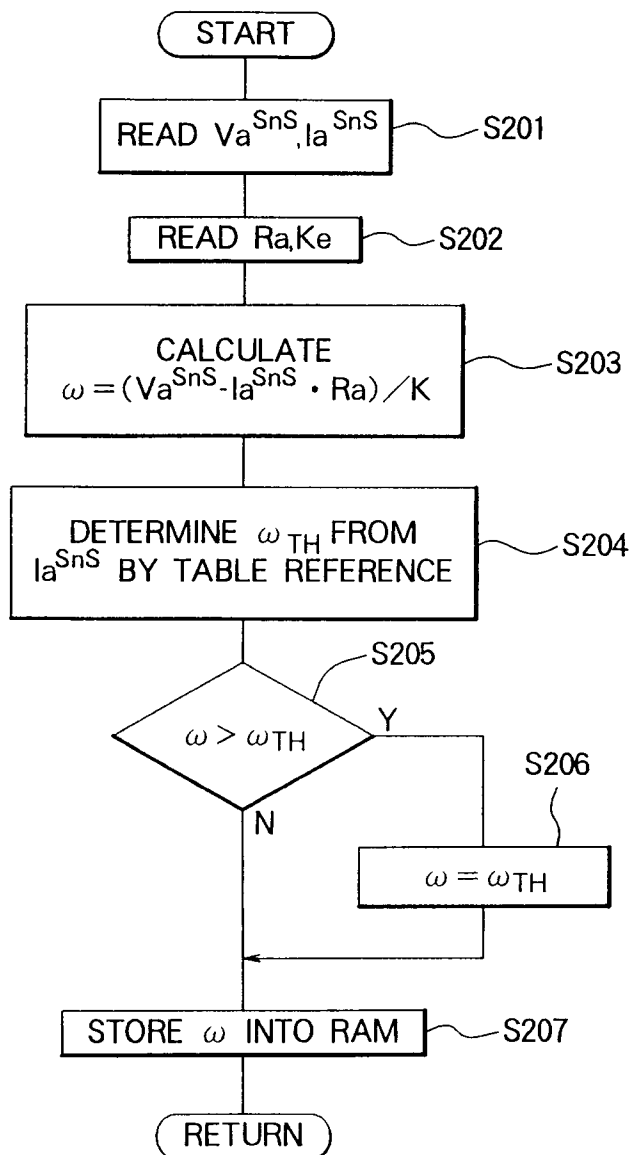 START
READ Va^SnS,Ia^SnS
S201
READ Ra,Ke
S202
CALCULATE
ω=(Va^SnS-Ia^SnS・Ra)/K
S203
DETERMINE ω_TH FROM
Ia^SnS BY TABLE REFERENCE
S204
S205
ω > ω_TH
Y
N
S206
ω = ω_TH
STORE ω INTO RAM
S207
RETURN